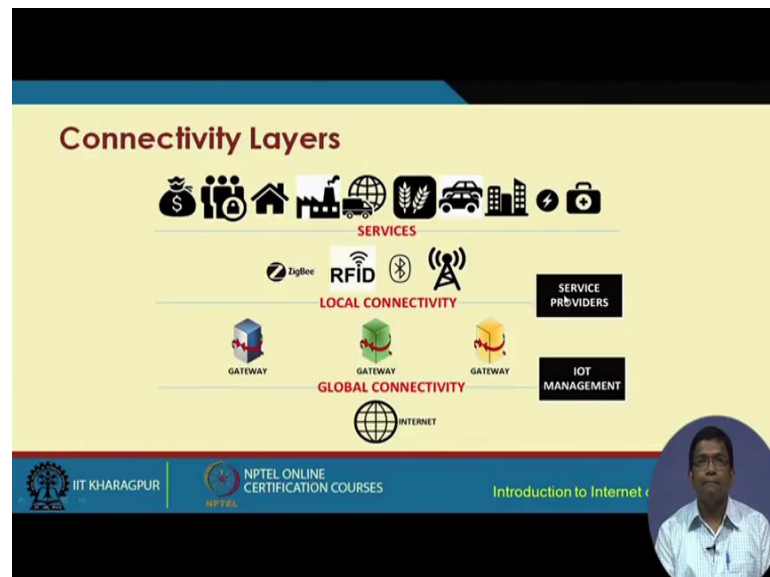 Connectivity Layers
$
SERVICES
ZigBee
RFID
LOCAL CONNECTIVITY
SERVICE
PROVIDERS
GATEWAY
GATEWAY
GATEWAY
GLOBAL CONNECTIVITY
IOT
MANAGEMENT
INTERNET
IIT KHARAGPUR
NPTEL
NPTEL ONLINE
CERTIFICATION COURSES
Introduction to Internet